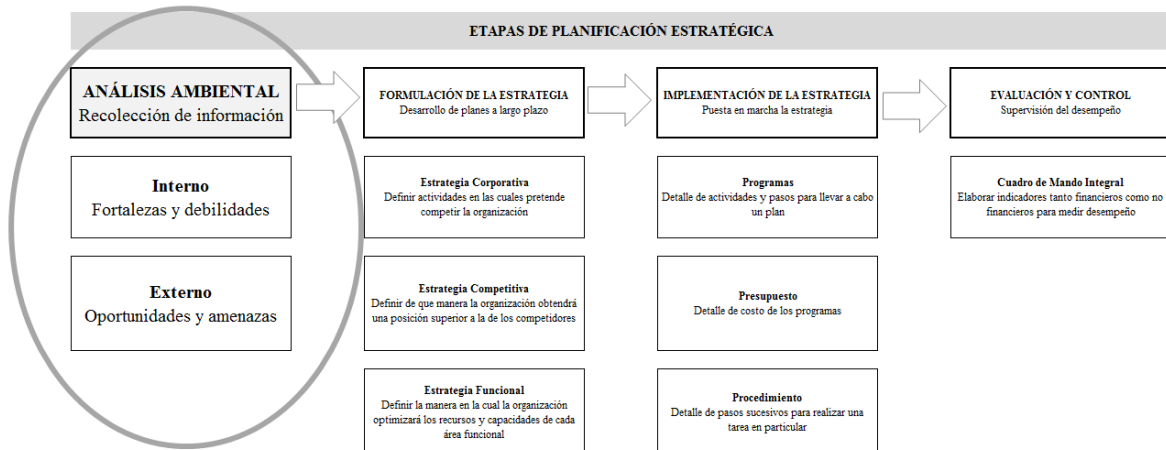 ETAPAS DE PLANIFICACIÓN ESTRATÉGICA
ANÁLISIS AMBIENTAL
Recolección de información
Interno
Fortalezas y debilidades
Externo
Oportunidades y amenazas
FORMULACIÓN DE LA ESTRATEGIA
Desarrollo de planes a largo plazo
Estrategia Corporativa
Definir actividades en las cuales pretende
competir la organización
Estrategia Competitiva
Definir de que manera la organización obtendrá
una posición superior a la de los competidores
Estrategia Funcional
Definir la manera en la cual la organización
optimizará los recursos y capacidades de cada
área funcional
IMPLEMENTACIÓN DE LA ESTRATEGIA
Puesta en marcha la estrategia
Programas
Detalle de actividades y pasos para llevar a cabo
un plan
Presupuesto
Detalle de costo de los programas
Procedimiento
Detalle de pasos sucesivos para realizar una
tarea en particular
EVALUACIÓN Y CONTROL
Supervisión del desempeño
Cuadro de Mando Integral
Elaborar indicadores tanto financieros como no
financieros para medir desempeño